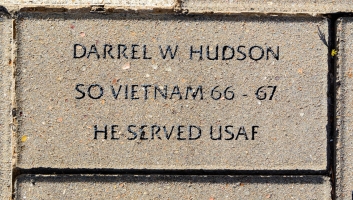 DARREL W HUDSON
SO VIETNAM 66 - 67
HE SERVED USAF